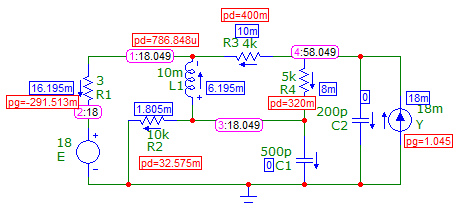 pd=400m
pd=786.848u
10m
1:18.049
R3 4k
4:58.049
3
10m
5k
16.195m
R1
L1
6.195m
R4
8m
0
18m
pg=-291.513m
pd=320m
18m
2:18
1.805m
200p
Y
18
10k
3:18.049
C2
E
R2
pg=1.045
500p
pd=32.575m
0
C1